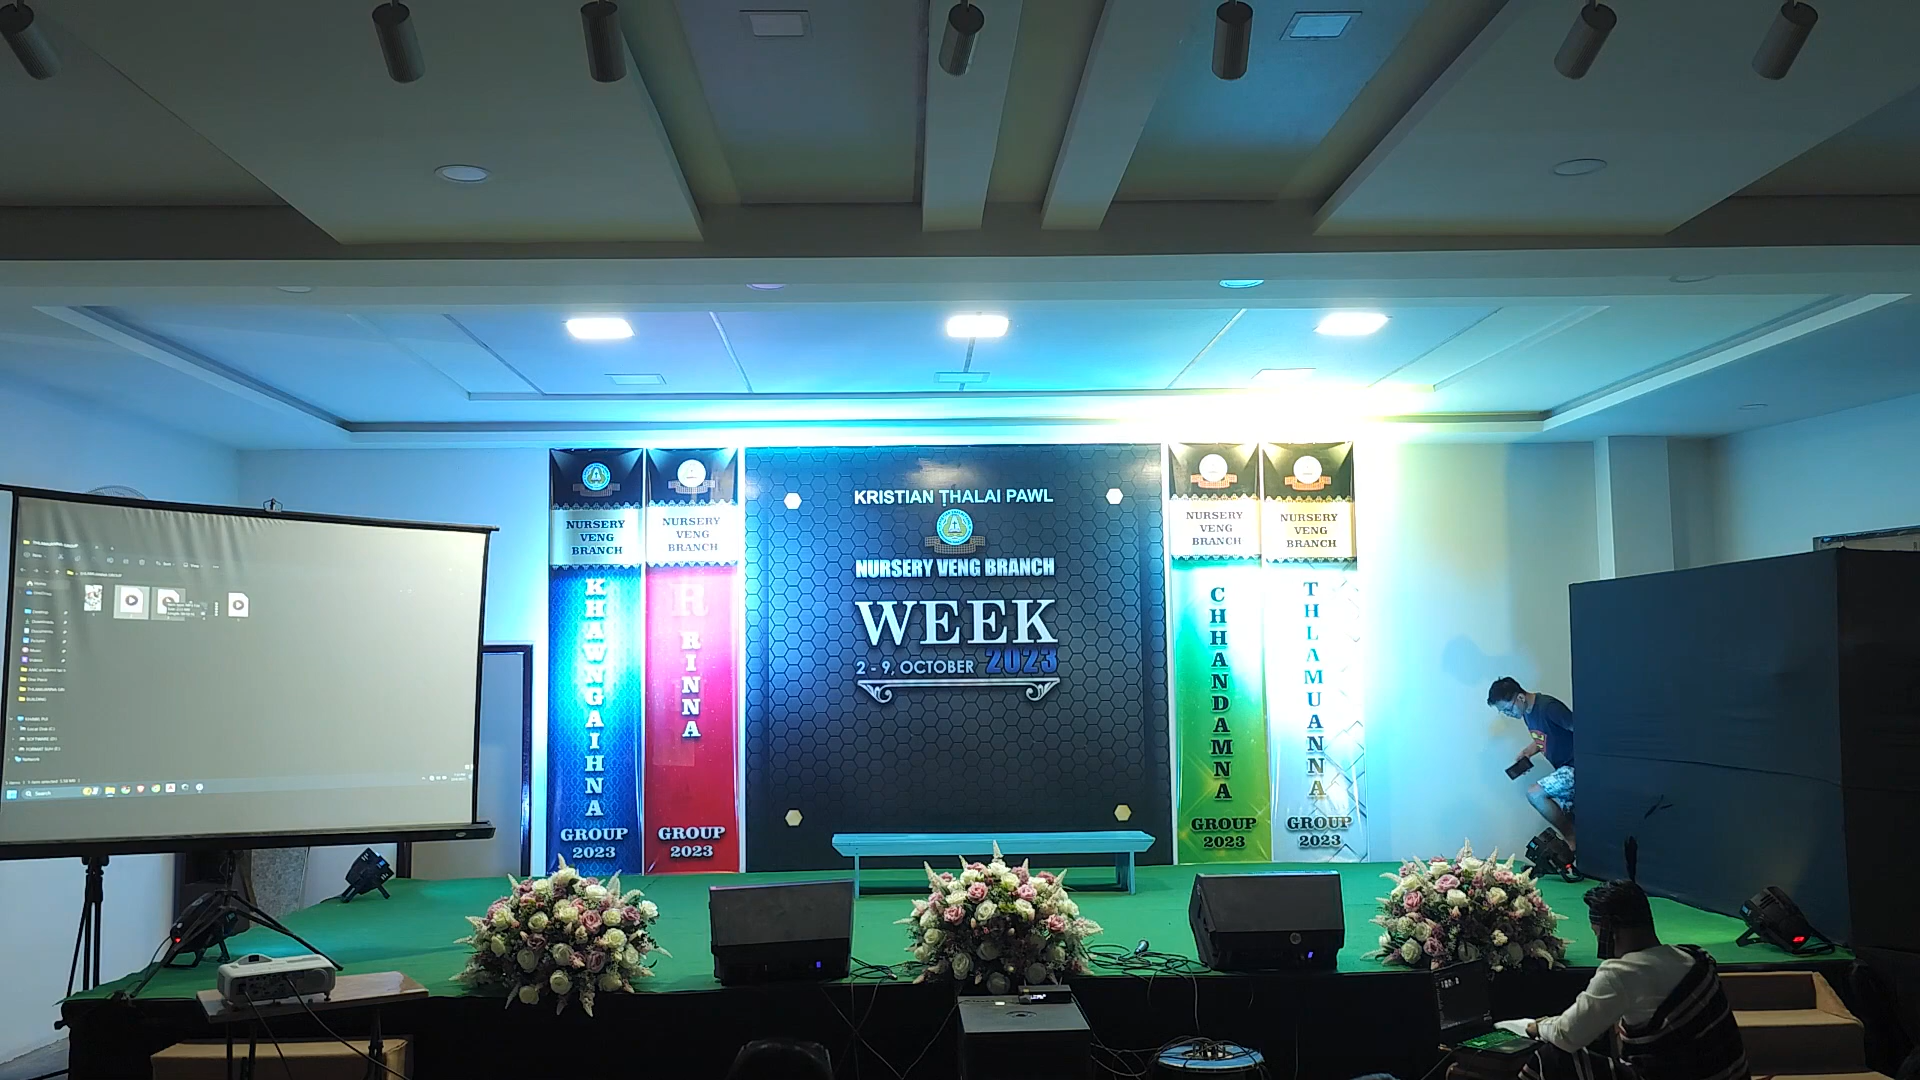 KRISTIAN ṬHALAI PAWL
NURSERY VENG BRANCH
WEEK
2 - 9, OCTOBER 2023
NURSERY
VENG
BRANCH
KHAWNGAIHNA
GROUP
2023
NURSERY
VENG
BRANCH
R
RINNA
GROUP
2023
NURSERY
VENG
BRANCH
CHHANDAMNA
GROUP
2023
NURSERY
VENG
BRANCH
THLAMUANNA
GROUP
2023
Search